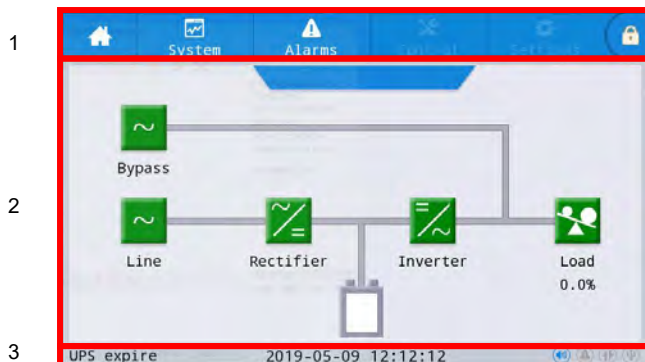 1
System Alarms Control Settings
Bypass
2
Line Rectifier Inverter Load
0.0%
3
UPS expire 2019-05-09 12:12:12